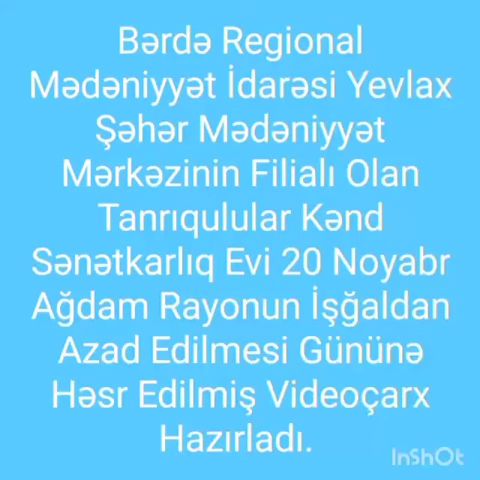 Bərdə Regional
Mədəniyyət İdarəsi Yevlax
Şəhər Mədəniyyət
Mərkəzinin Filialı Olan
Tanrıqulular Kənd
Sənətkarlıq Evi 20 Noyabr
Ağdam Rayonun İşğaldan
Azad Edilmesi Gününə
Həsr Edilmiş Videoçarx
Hazırladı.
InShOt